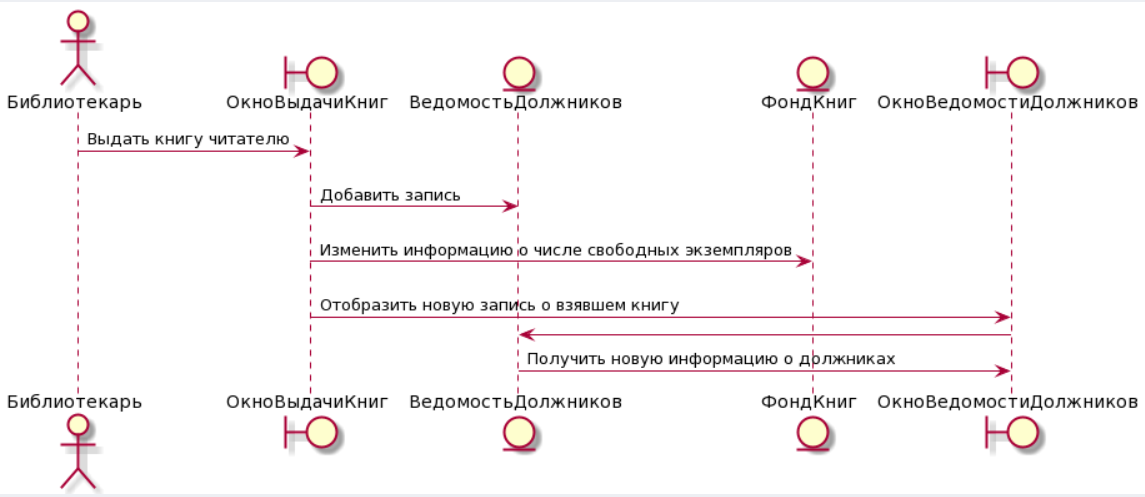 Библиотекарь
ОкноВыдачиКниг
ВедомостьДолжников
ФондКниг
ОкноВедомостиДолжников
Выдать книгу читателю
Добавить запись
Изменить информацию о числе свободных экземпляров
Отобразить новую запись о взявшем книгу
Получить новую информацию о должниках
Библиотекарь
ОкноВыдачиКниг
ВедомостьДолжников
ФондКниг
ОкноВедомостиДолжников